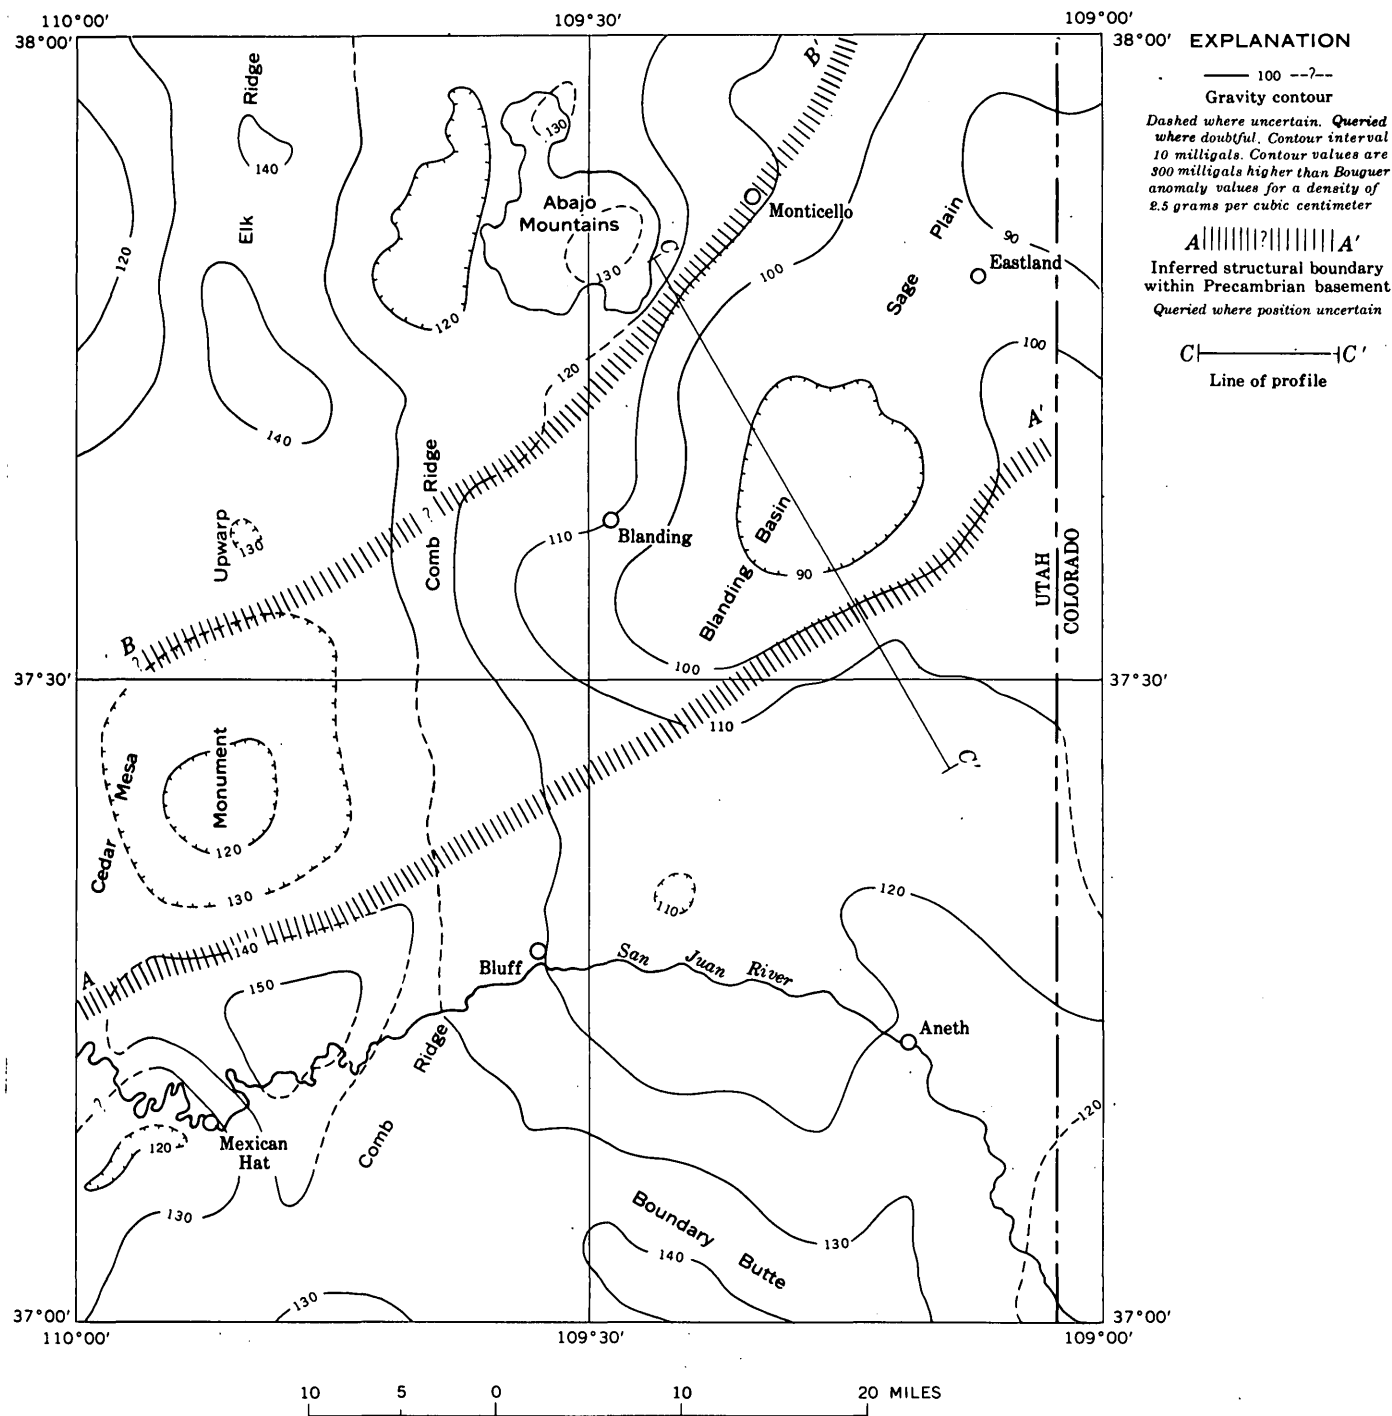 110°00'
109°30'
109°00'
38°00'
38°00'
EXPLANATION
100 --?--
Gravity contour
Dashed where uncertain. Queried
where doubtful. Contour interval
10 milligals. Contour values are
300 milligals higher than Bouguer
anomaly values for a density of
2.5 grams per cubic centimeter
A ? A'
Inferred structural boundary
within Precambrian basement
Queried where position uncertain
C C'
Line of profile
B'
Elk Ridge
130
140
Abajo
Mountains
Monticello
120
130
C
100
Sage Plain
90
Eastland
120
120
100
140
A'
Comb Ridge
?
Upwarp
130
110
Blanding
Blanding Basin
90
UTAH
COLORADO
B
?
100
37°30'
37°30'
110
Cedar Mesa
Monument
C'
120
130
110
120
140
A
150
Bluff
San Juan River
Aneth
Comb Ridge
?
120
Mexican
Hat
120
130
Boundary Butte
130
140
130
37°00'
37°00'
110°00'
109°30'
109°00'
10 5 0 10 20 MILES